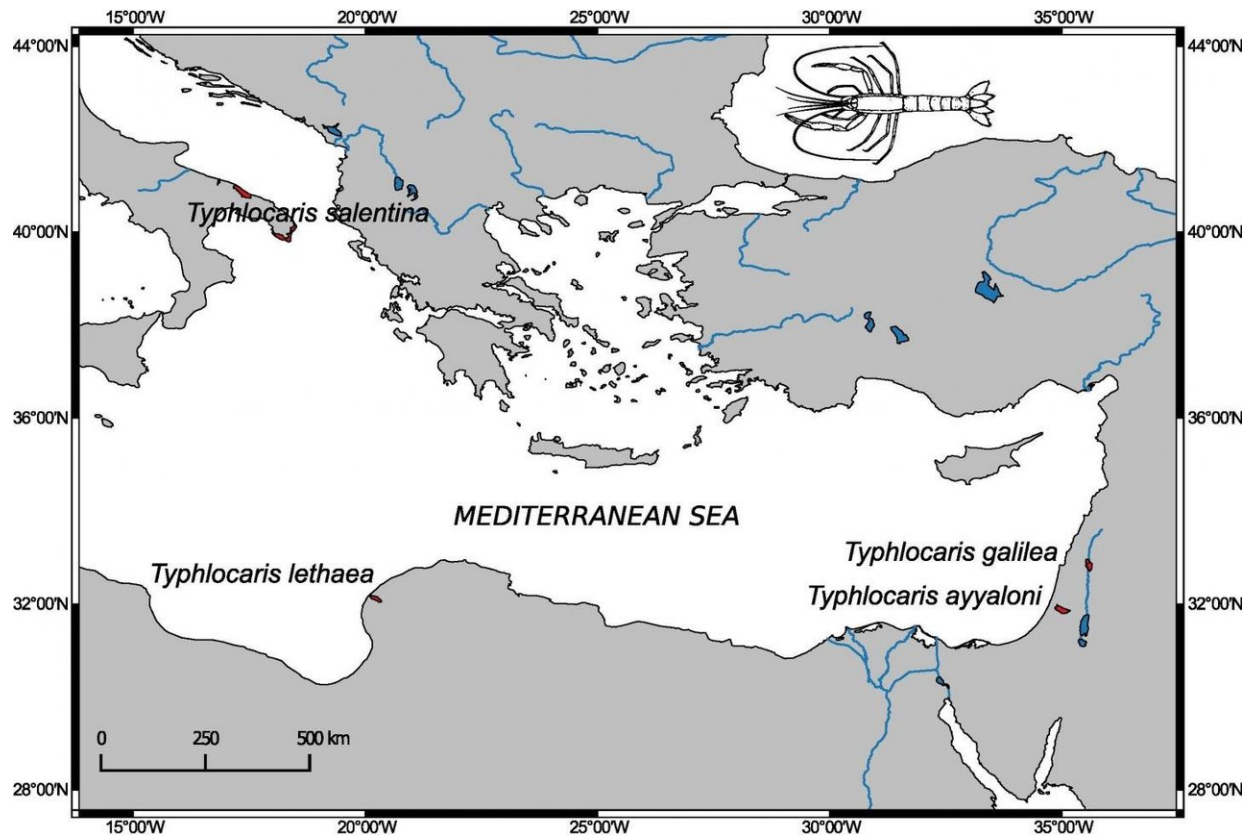 15°00'W 20°00'W 25°00'W 30°00'W 35°00'W
44°00'N 44°00'N
Typhlocaris salentina
40°00'N 40°00'N
36°00'N 36°00'N
MEDITERRANEAN SEA
Typhlocaris galilea
Typhlocaris lethaea
Typhlocaris ayyaloni
32°00'N 32°00'N
0 250 500 km
28°00'N 28°00'N
15°00'W 20°00'W 25°00'W 30°00'W 35°00'W